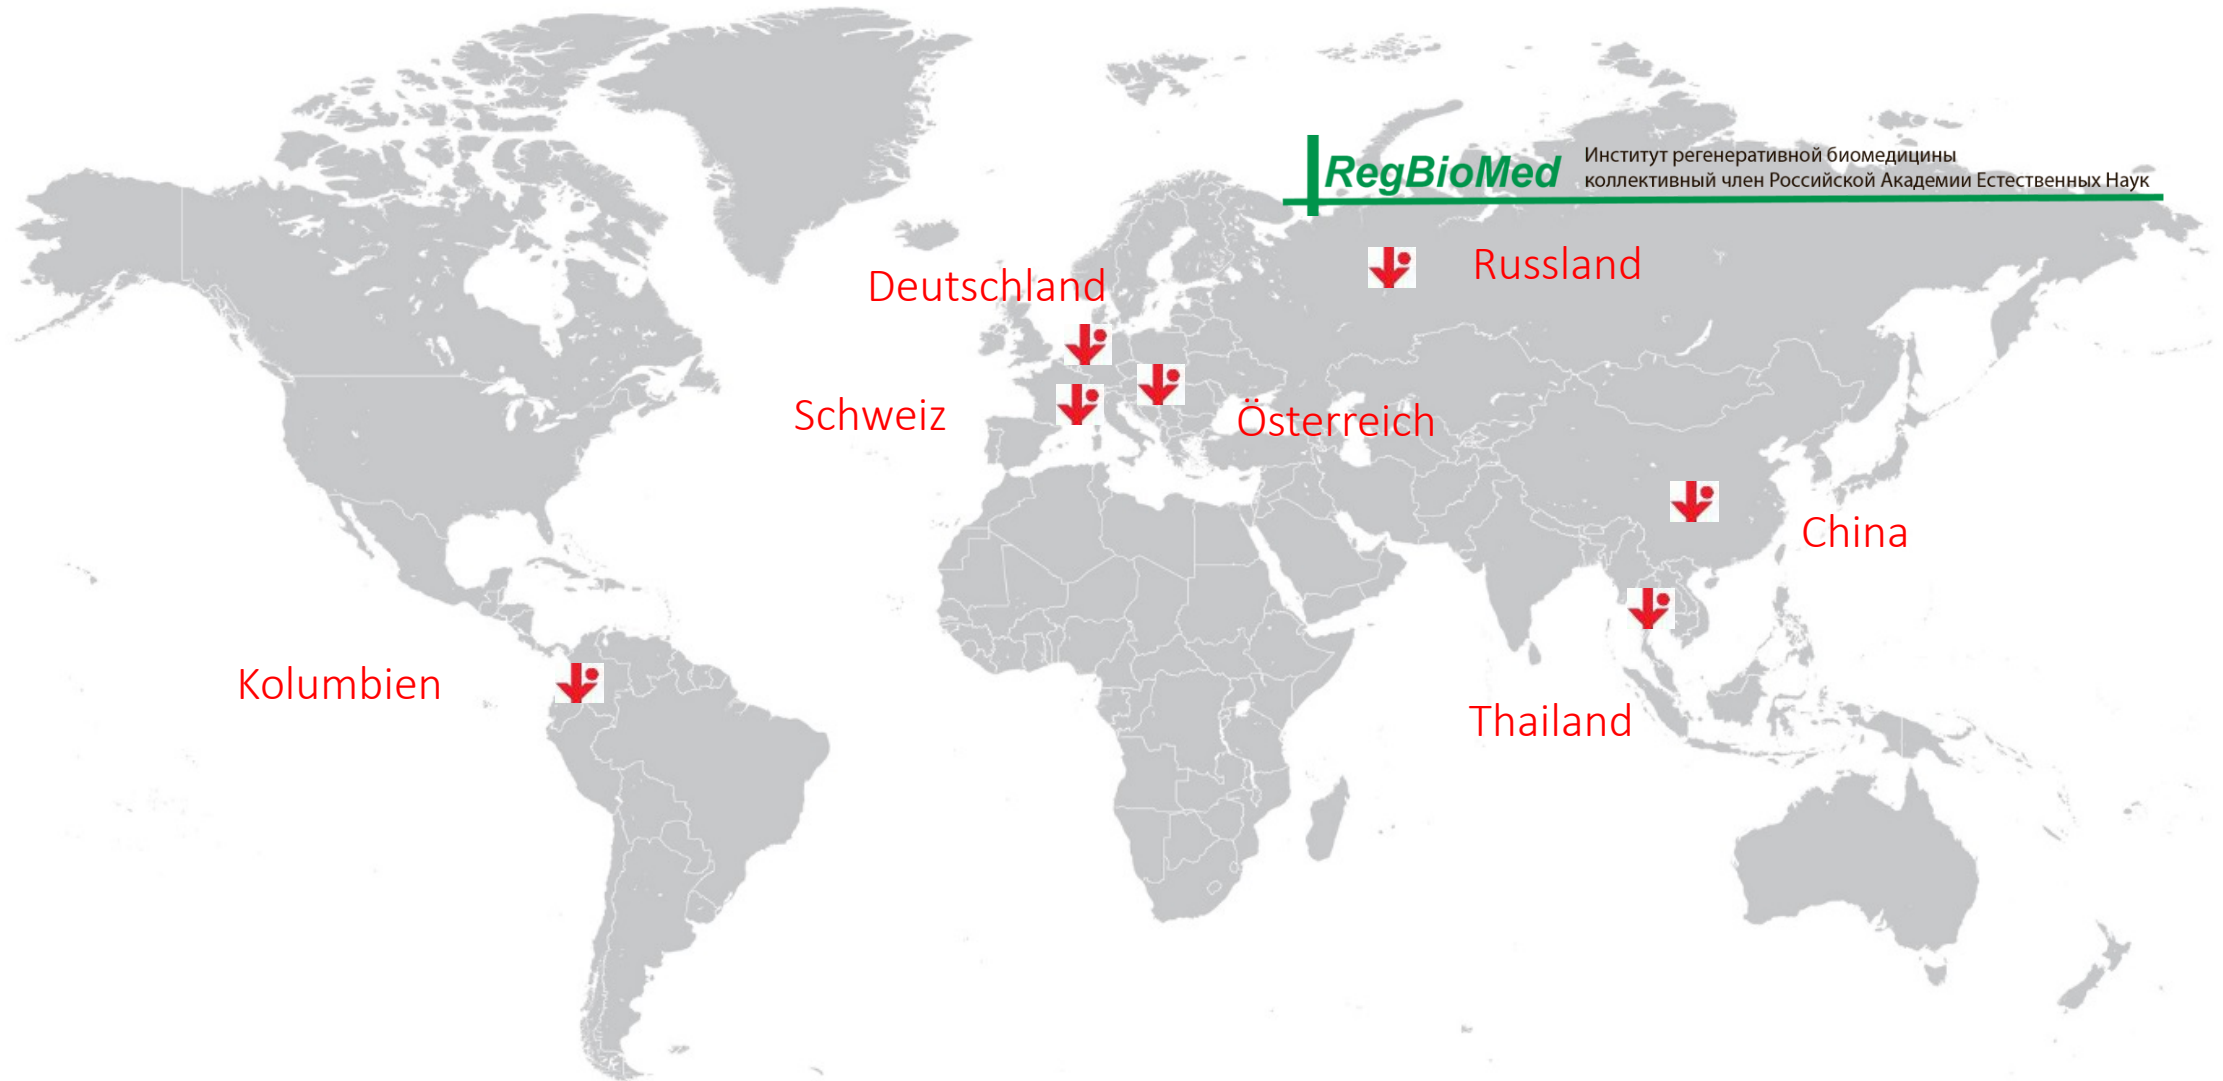 RegBioMed
Институт регенеративной биомедицины
коллективный член Российской Академии Естественных Наук
Russland
Deutschland
Schweiz
Österreich
China
Kolumbien
Thailand